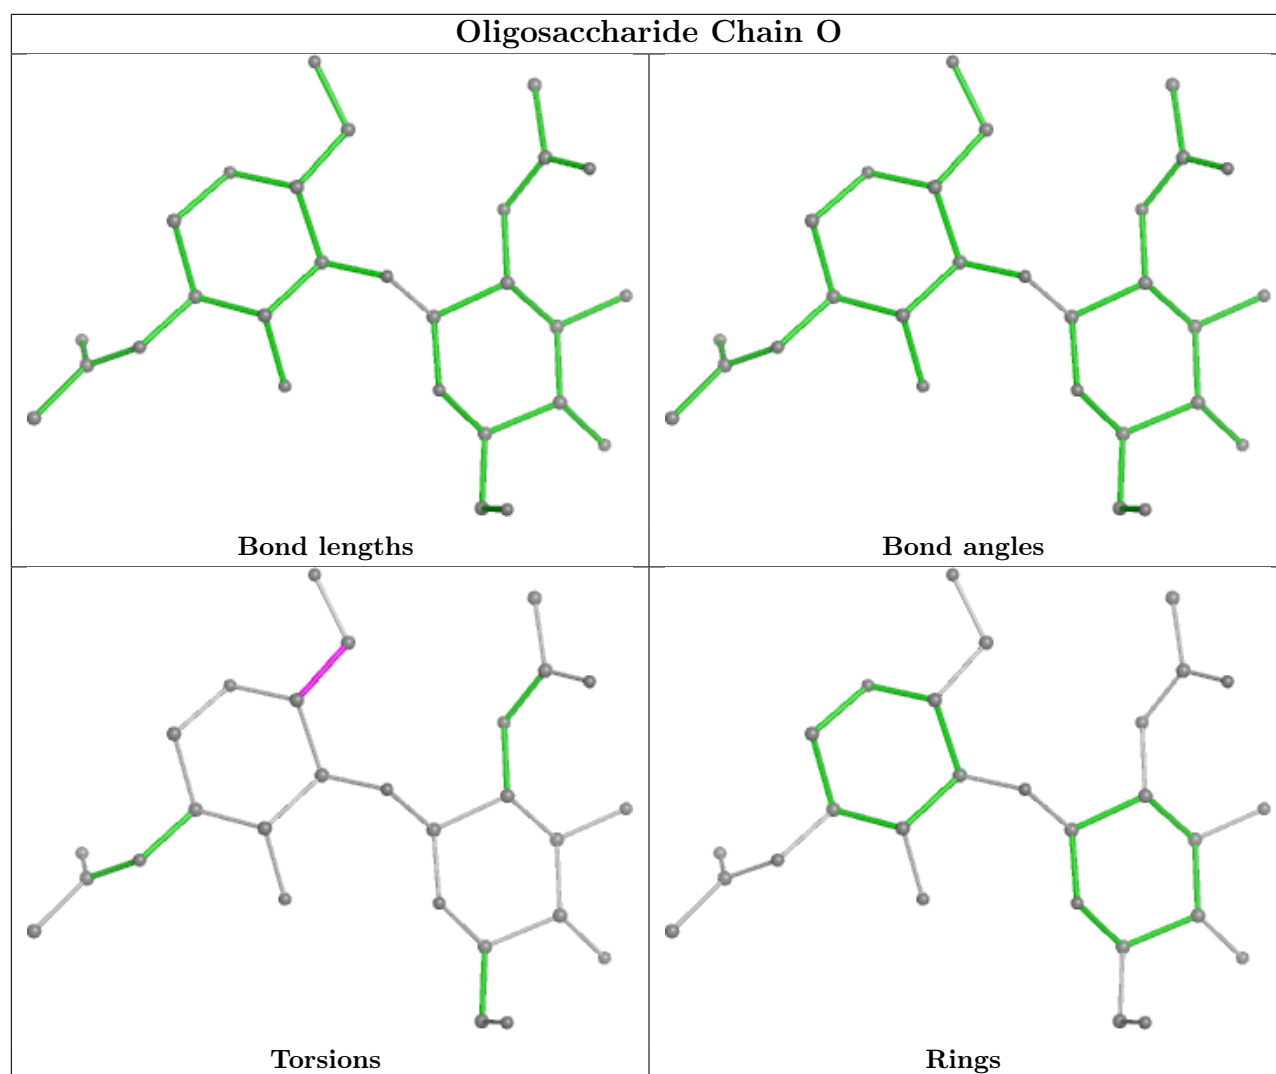 Oligosaccharide Chain O
Bond lengths
Bond angles
Torsions
Rings